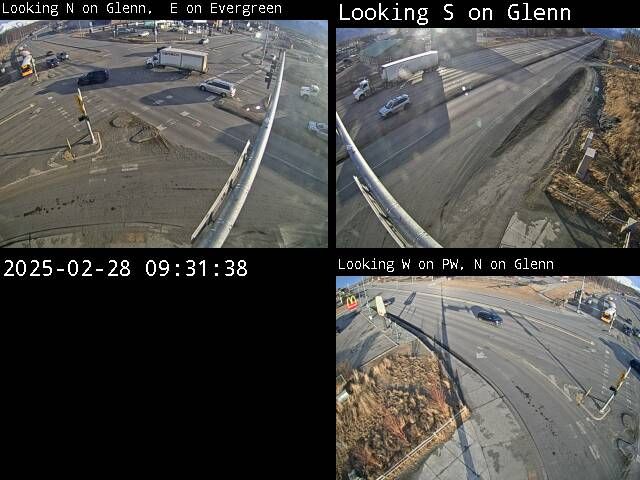 Looking N on Glenn,  E on Evergreen
Looking S on Glenn
2025-02-28 09:31:38
Looking W on PW, N on Glenn